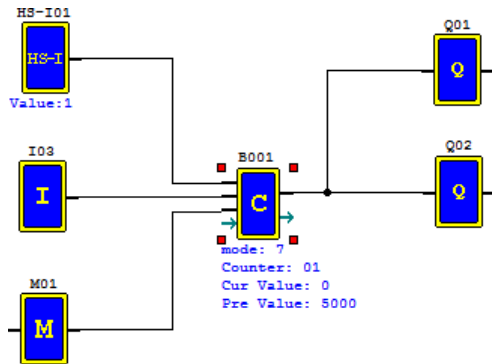 HS-I01
HS-I
Value:1
Q01
Q
I03
I
B001
C
mode: 7
Counter: 01
Cur Value: 0
Pre Value: 5000
Q02
Q
M01
M